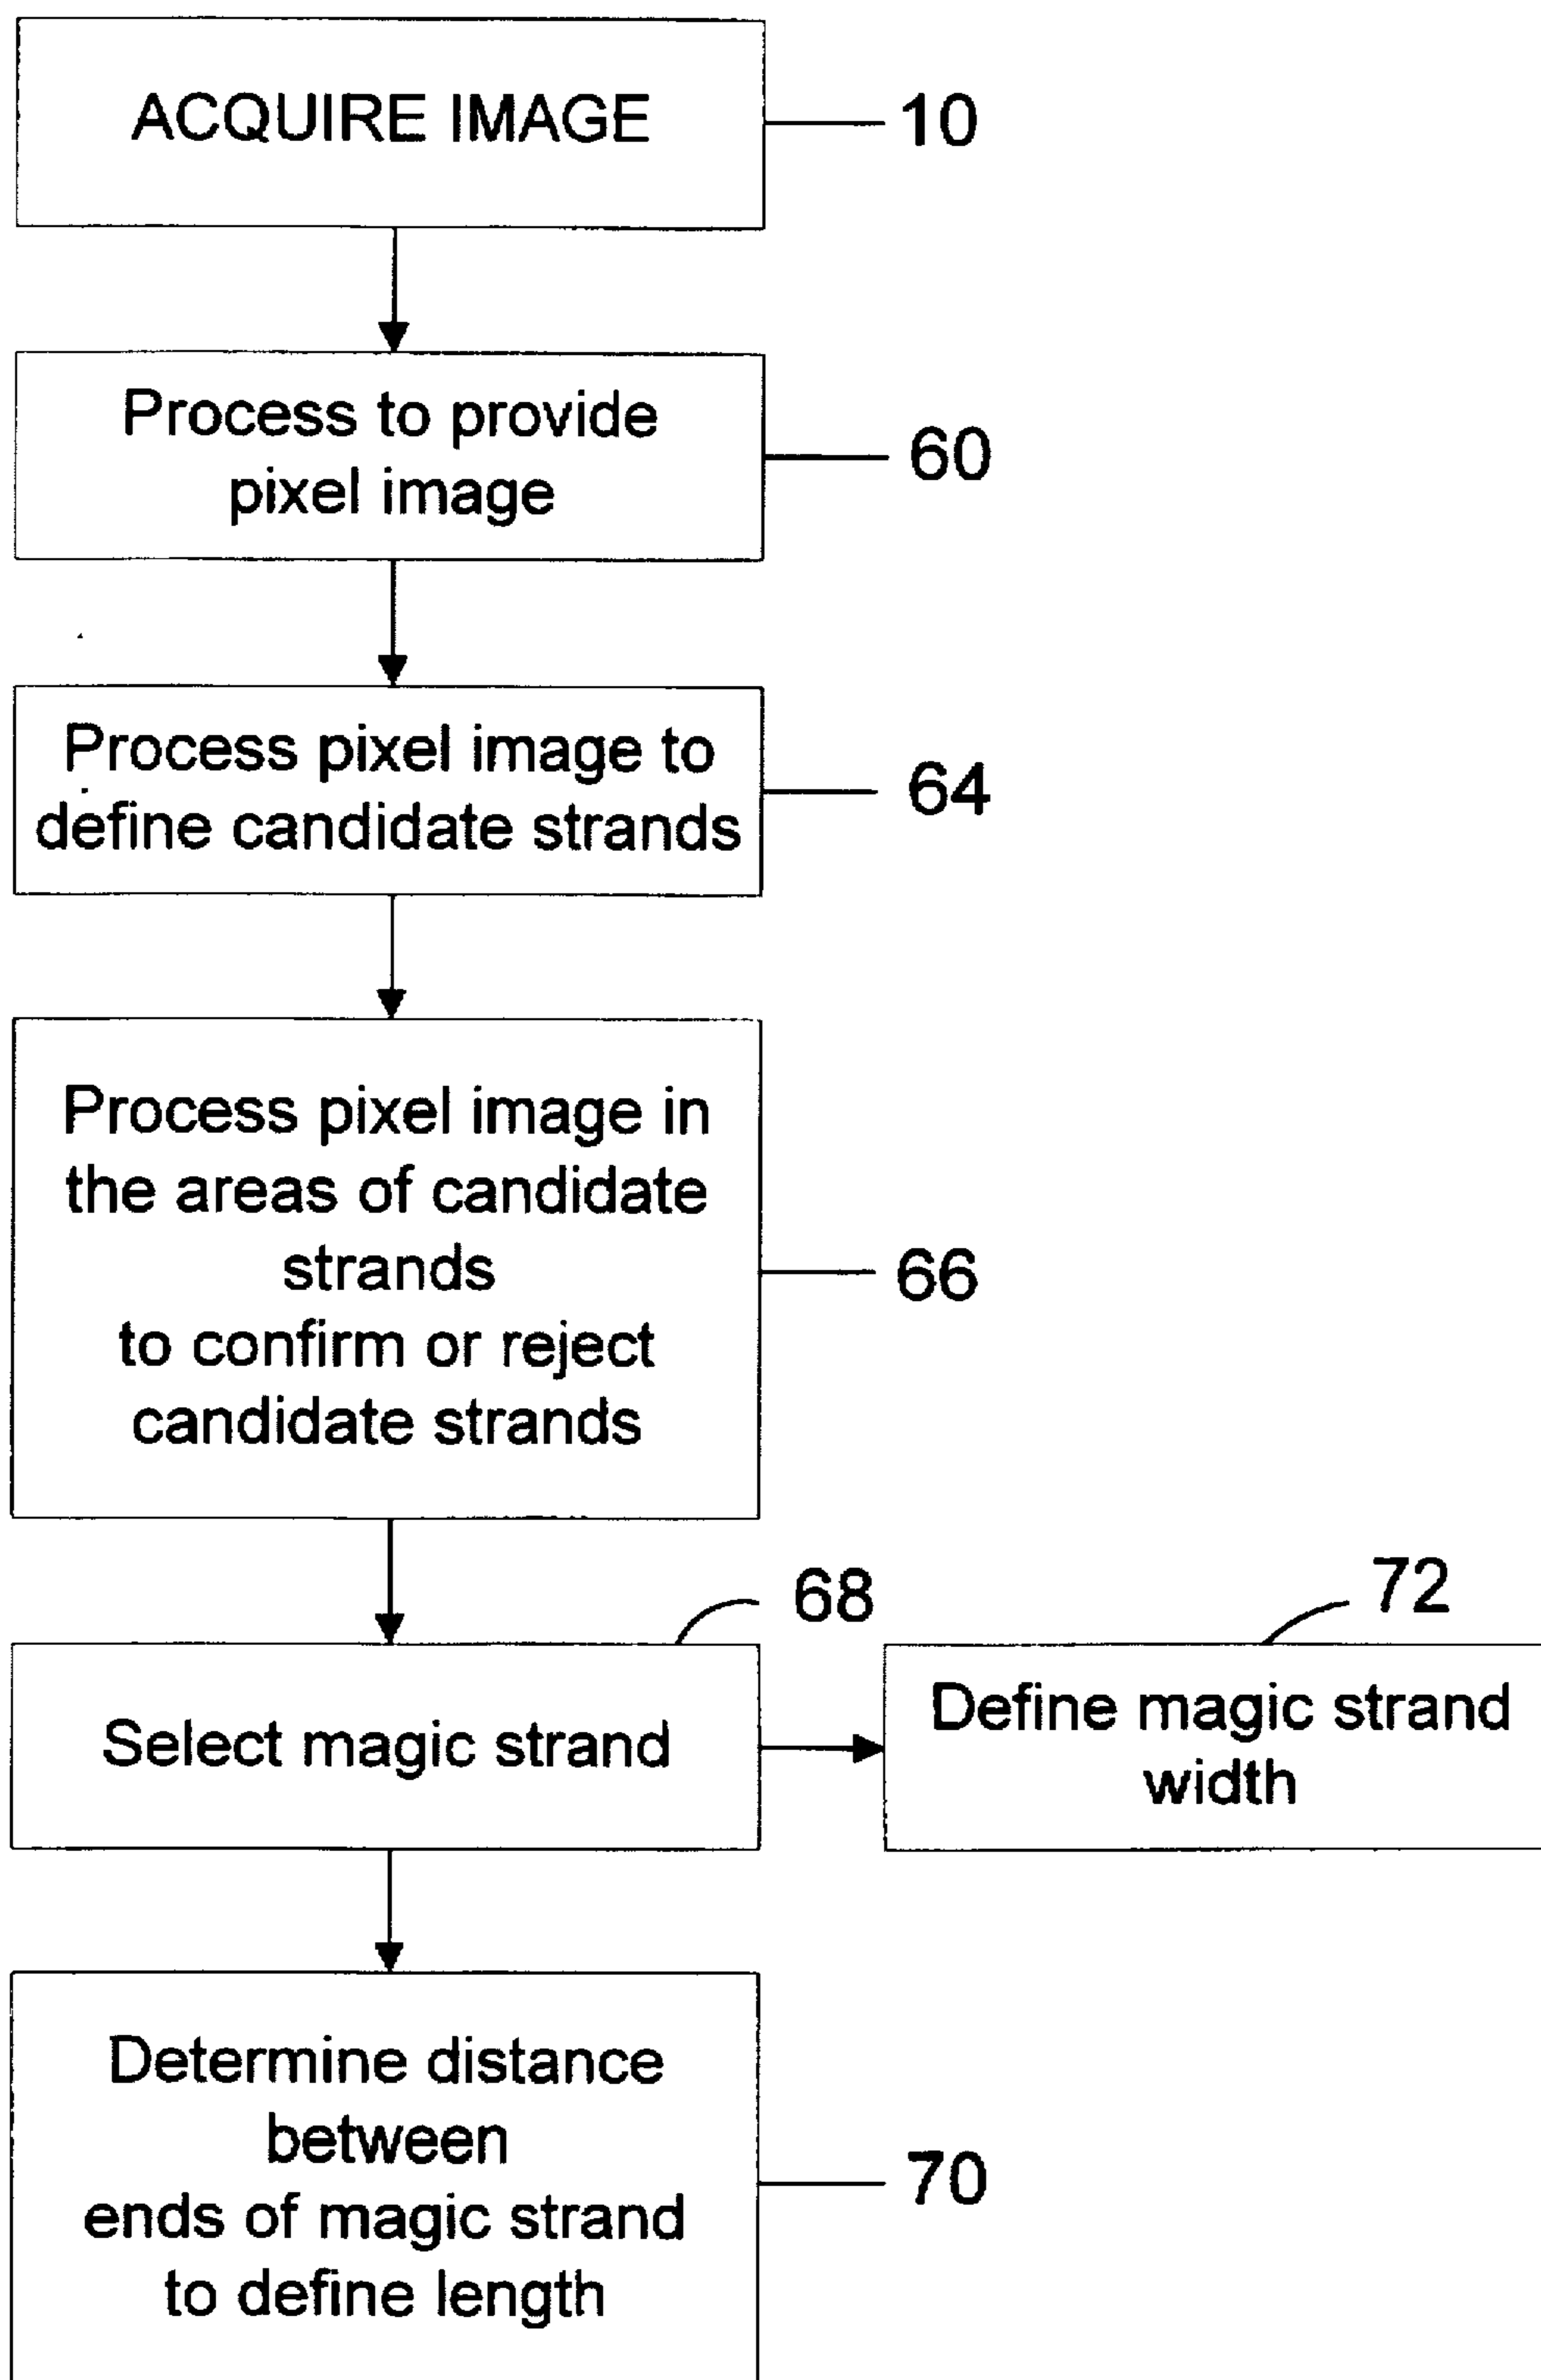 ACQUIRE IMAGE
10
Process to provide
pixel image
60
Process pixel image to
define candidate strands
64
Process pixel image in
the areas of candidate
strands
to confirm or reject
candidate strands
66
68
Select magic strand
72
Define magic strand
width
Determine distance
between
ends of magic strand
to define length
70